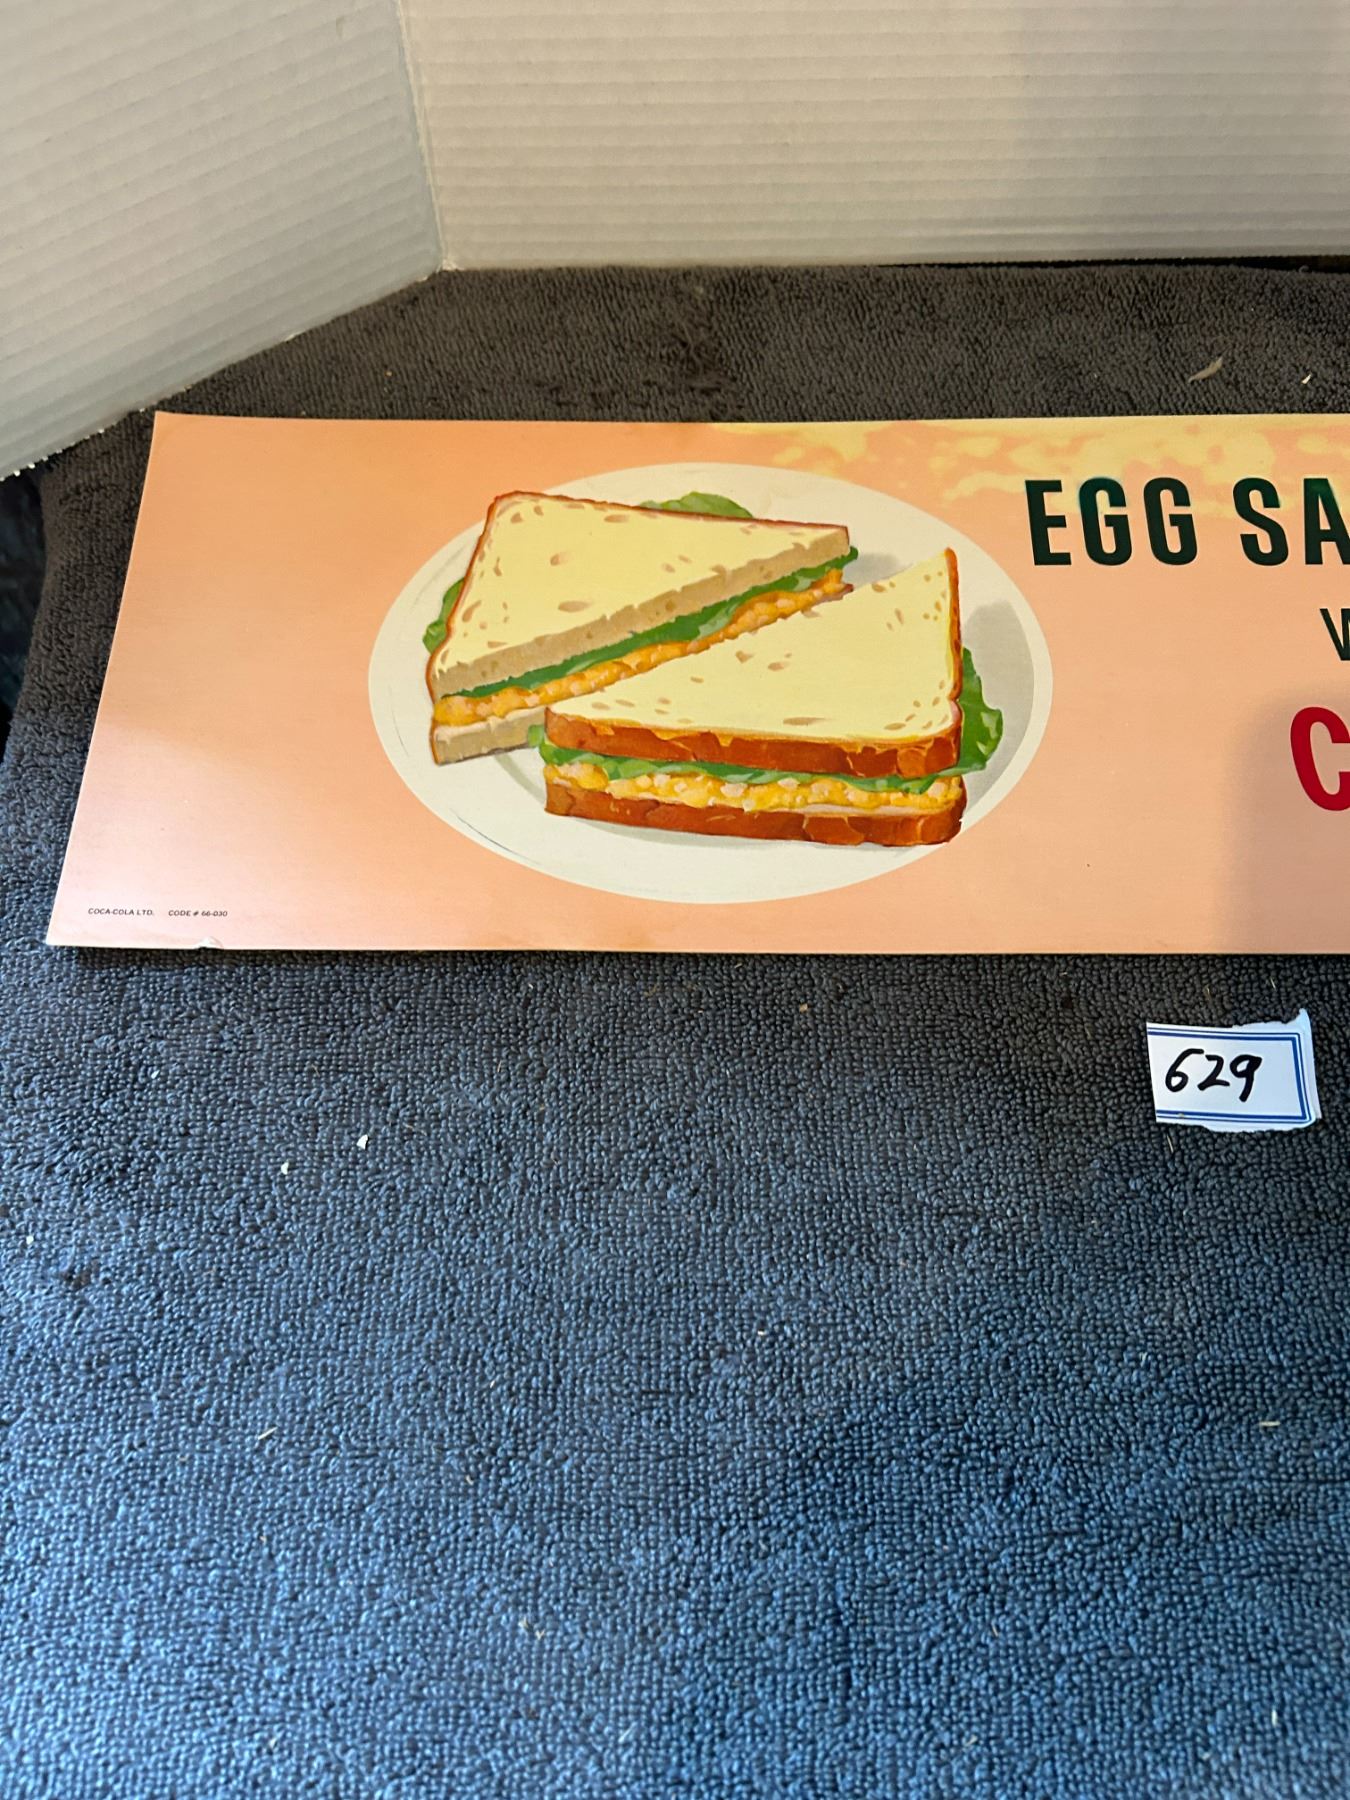 EGG SA
W
C
COCA-COLA LTD. CODE # 66-030
629